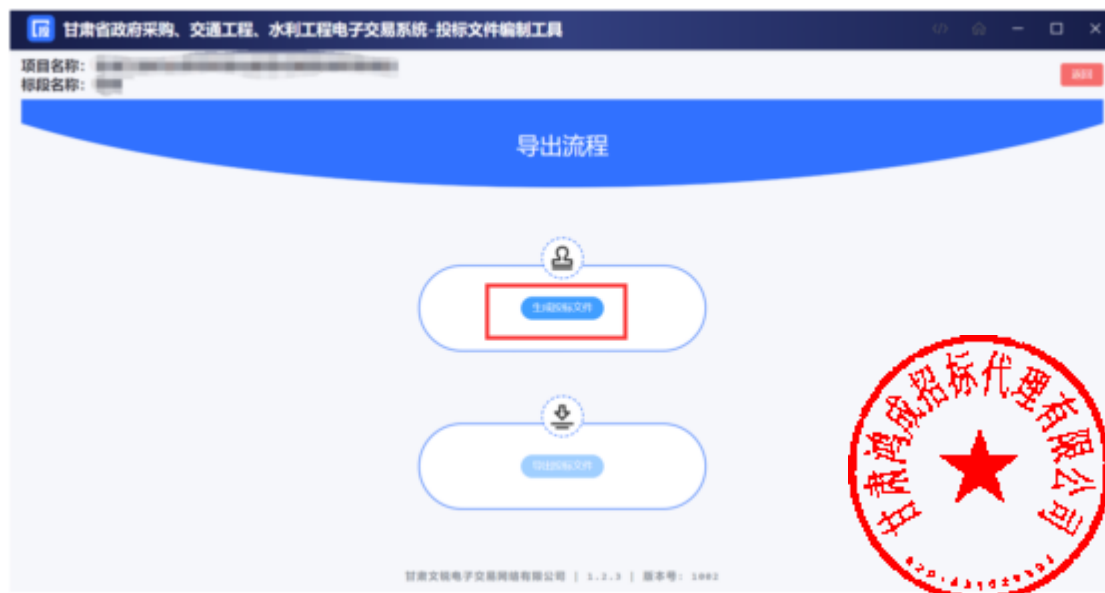 甘肃省政府采购、交通工程、水利工程电子交易系统-投标文件编制工具
项目名称：
标段名称：
返回
导出流程
生成投标文件
导出投标文件
甘肃鸿成招标代理有限公司
甘肃文锐电子交易网络有限公司 | 1.2.3 | 版本号: 1002